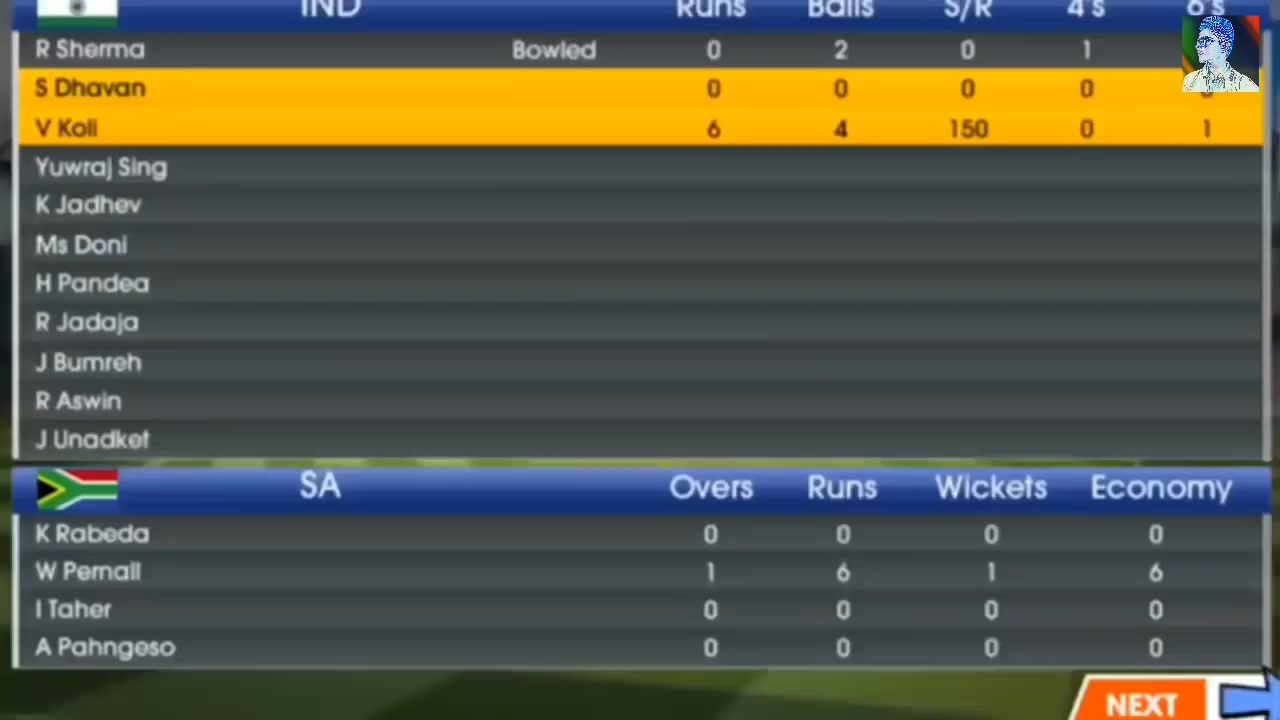 IND Runs Balls S/R 4's 6's
R Sherma Bowled 0 2 0 1
S Dhavan 0 0 0 0 0
V Koli 6 4 150 0 1
Yuwraj Sing
K Jadhev
Ms Doni
H Pandea
R Jadaja
J Bumreh
R Aswin
J Unadket
SA Overs Runs Wickets Economy
K Rabeda 0 0 0 0
W Pernall 1 6 1 6
I Taher 0 0 0 0
A Pahngeso 0 0 0 0
NEXT